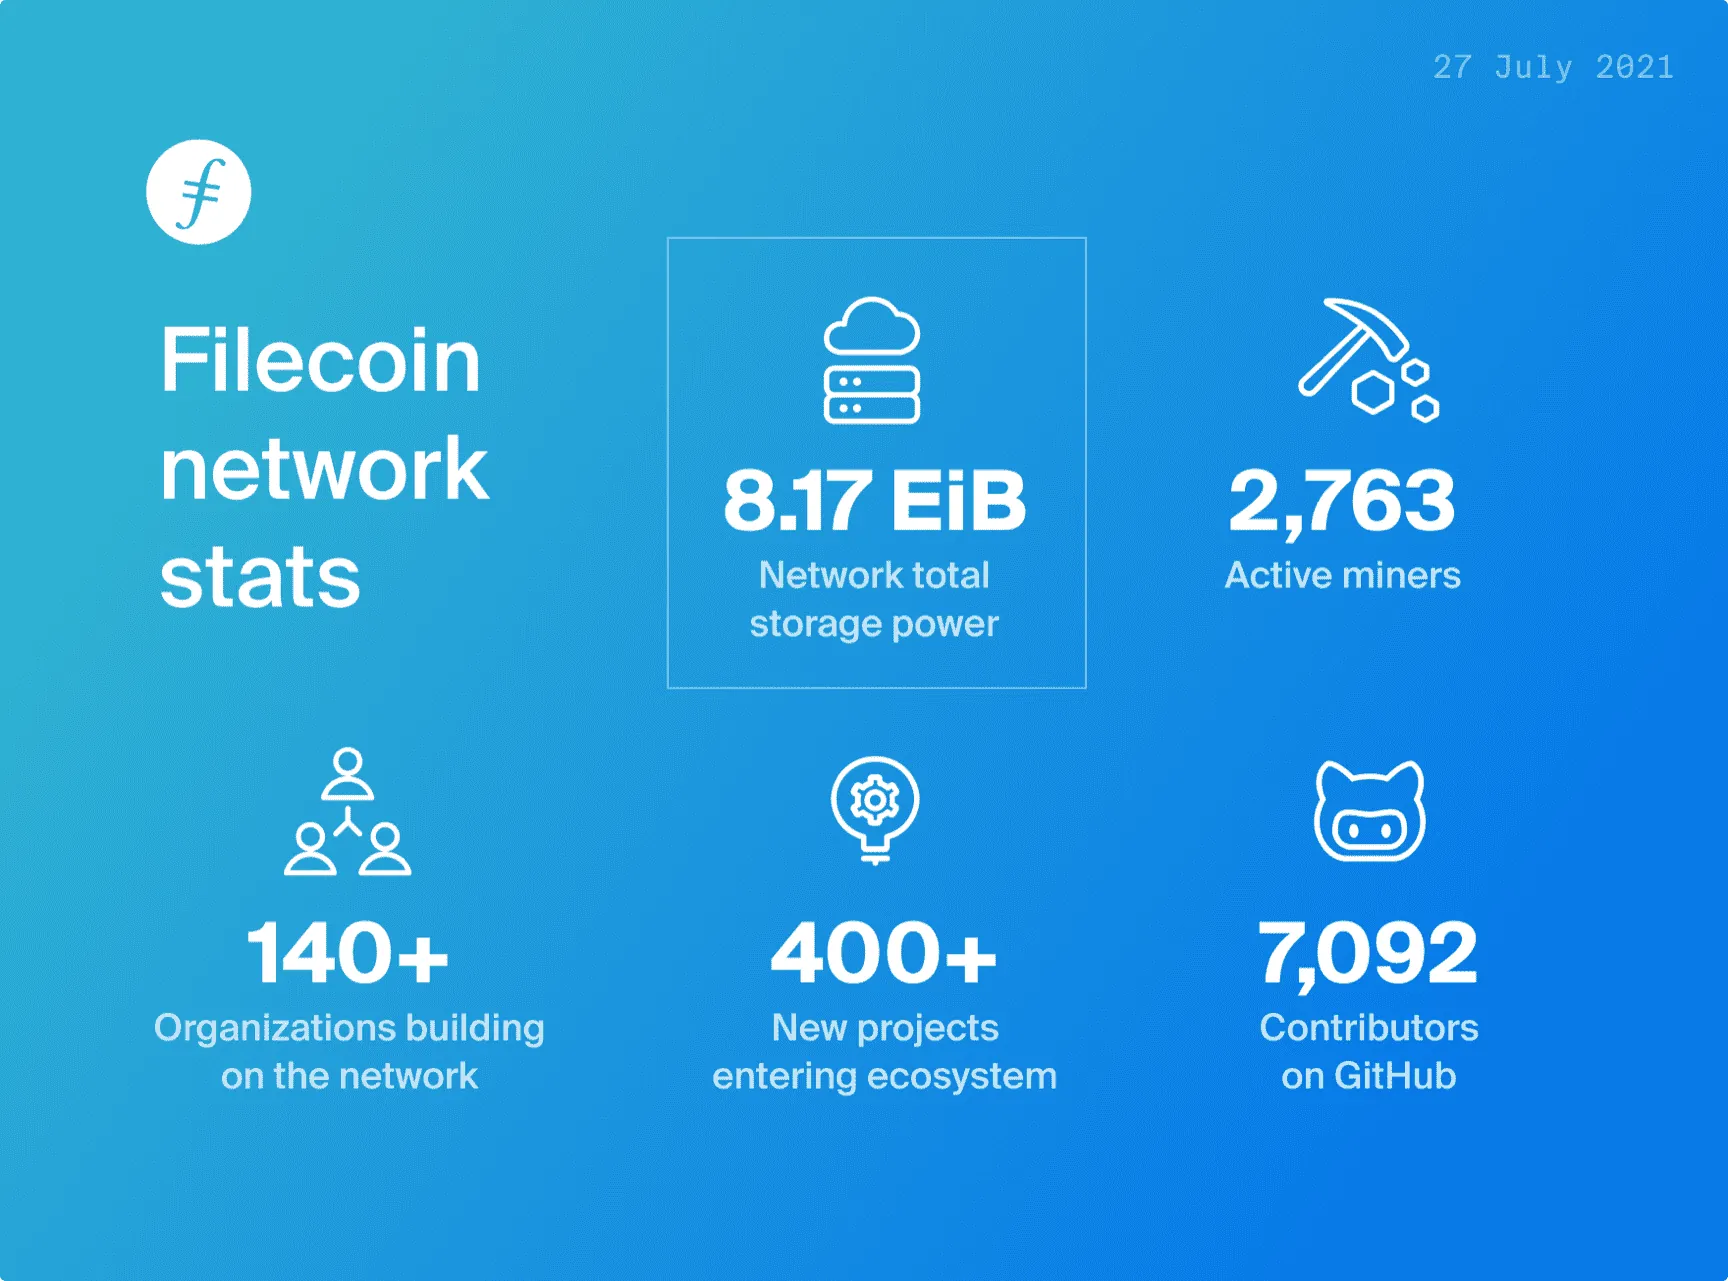 27 July 2021
Filecoin
network
stats
8.17 EiB
Network total
storage power
2,763
Active miners
140+
Organizations building
on the network
400+
New projects
entering ecosystem
7,092
Contributors
on GitHub